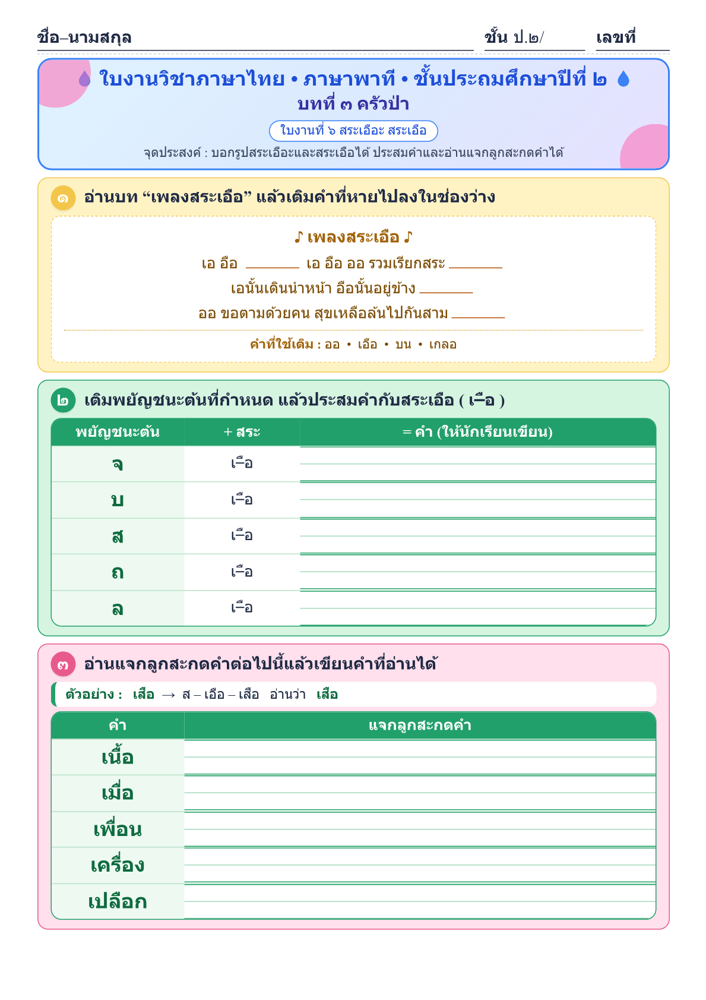 ชื่อ–นามสกุล ชั้น ป.๒/ เลขที่
ใบงานวิชาภาษาไทย • ภาษาพาที • ชั้นประถมศึกษาปีที่ ๒
บทที่ ๓ ครัวป่า
ใบงานที่ ๖ สระเอือะ สระเอือ
จุดประสงค์ : บอกรูปสระเอือะและสระเอือได้ ประสมคำและอ่านแจกลูกสะกดคำได้
๑ อ่านบท “เพลงสระเอือ” แล้วเติมคำที่หายไปลงในช่องว่าง
♪ เพลงสระเอือ ♪
เอ อือ ________ เอ อือ ออ รวมเรียกสระ ________
เอนั้นเดินนำหน้า อือนั้นอยู่ข้าง ________
ออ ขอตามด้วยคน สุขเหลือล้นไปกันสาม ________
คำที่ใช้เติม : ออ • เอือ • บน • เกลอ
๒ เติมพยัญชนะต้นที่กำหนด แล้วประสมคำกับสระเอือ ( เ–ือ )
พยัญชนะต้น + สระ = คำ (ให้นักเรียนเขียน)
จ เ–ือ
บ เ–ือ
ส เ–ือ
ถ เ–ือ
ล เ–ือ
๓ อ่านแจกลูกสะกดคำต่อไปนี้แล้วเขียนคำที่อ่านได้
ตัวอย่าง : เสือ → ส – เอือ – เสือ อ่านว่า เสือ
คำ แจกลูกสะกดคำ
เนื้อ
เมื่อ
เพื่อน
เครื่อง
เปลือก